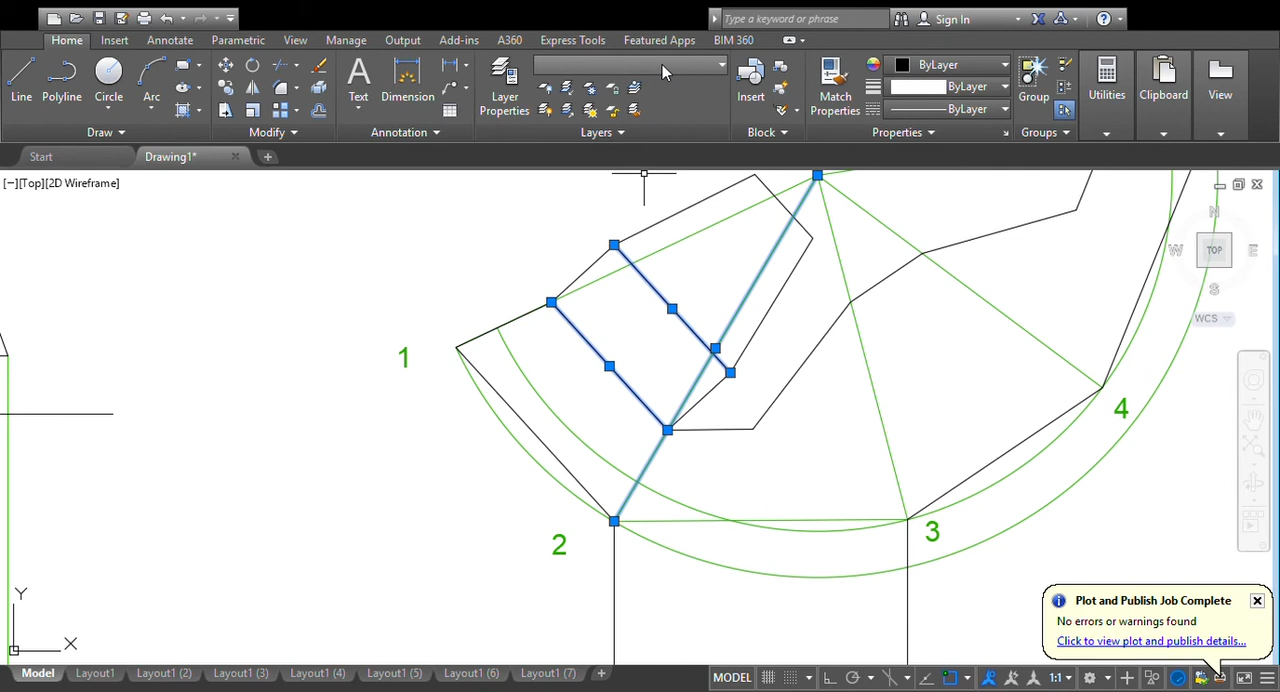 Type a keyword or phrase
Sign In
Home Insert Annotate Parametric View Manage Output Add-ins A360 Express Tools Featured Apps BIM 360
Line Polyline Circle Arc
Text Dimension
Layer Properties
Insert
Match Properties
ByLayer
ByLayer
ByLayer
Group
Utilities
Clipboard
View
Draw Modify Annotation Layers Block Properties Groups
Start Drawing1*
[−][Top][2D Wireframe]
N
W TOP E
S
WCS
1
2
3
4
Y
X
Plot and Publish Job Complete
No errors or warnings found
Click to view plot and publish details...
Model Layout1 Layout1 (2) Layout1 (3) Layout1 (4) Layout1 (5) Layout1 (6) Layout1 (7) +
MODEL 1:1